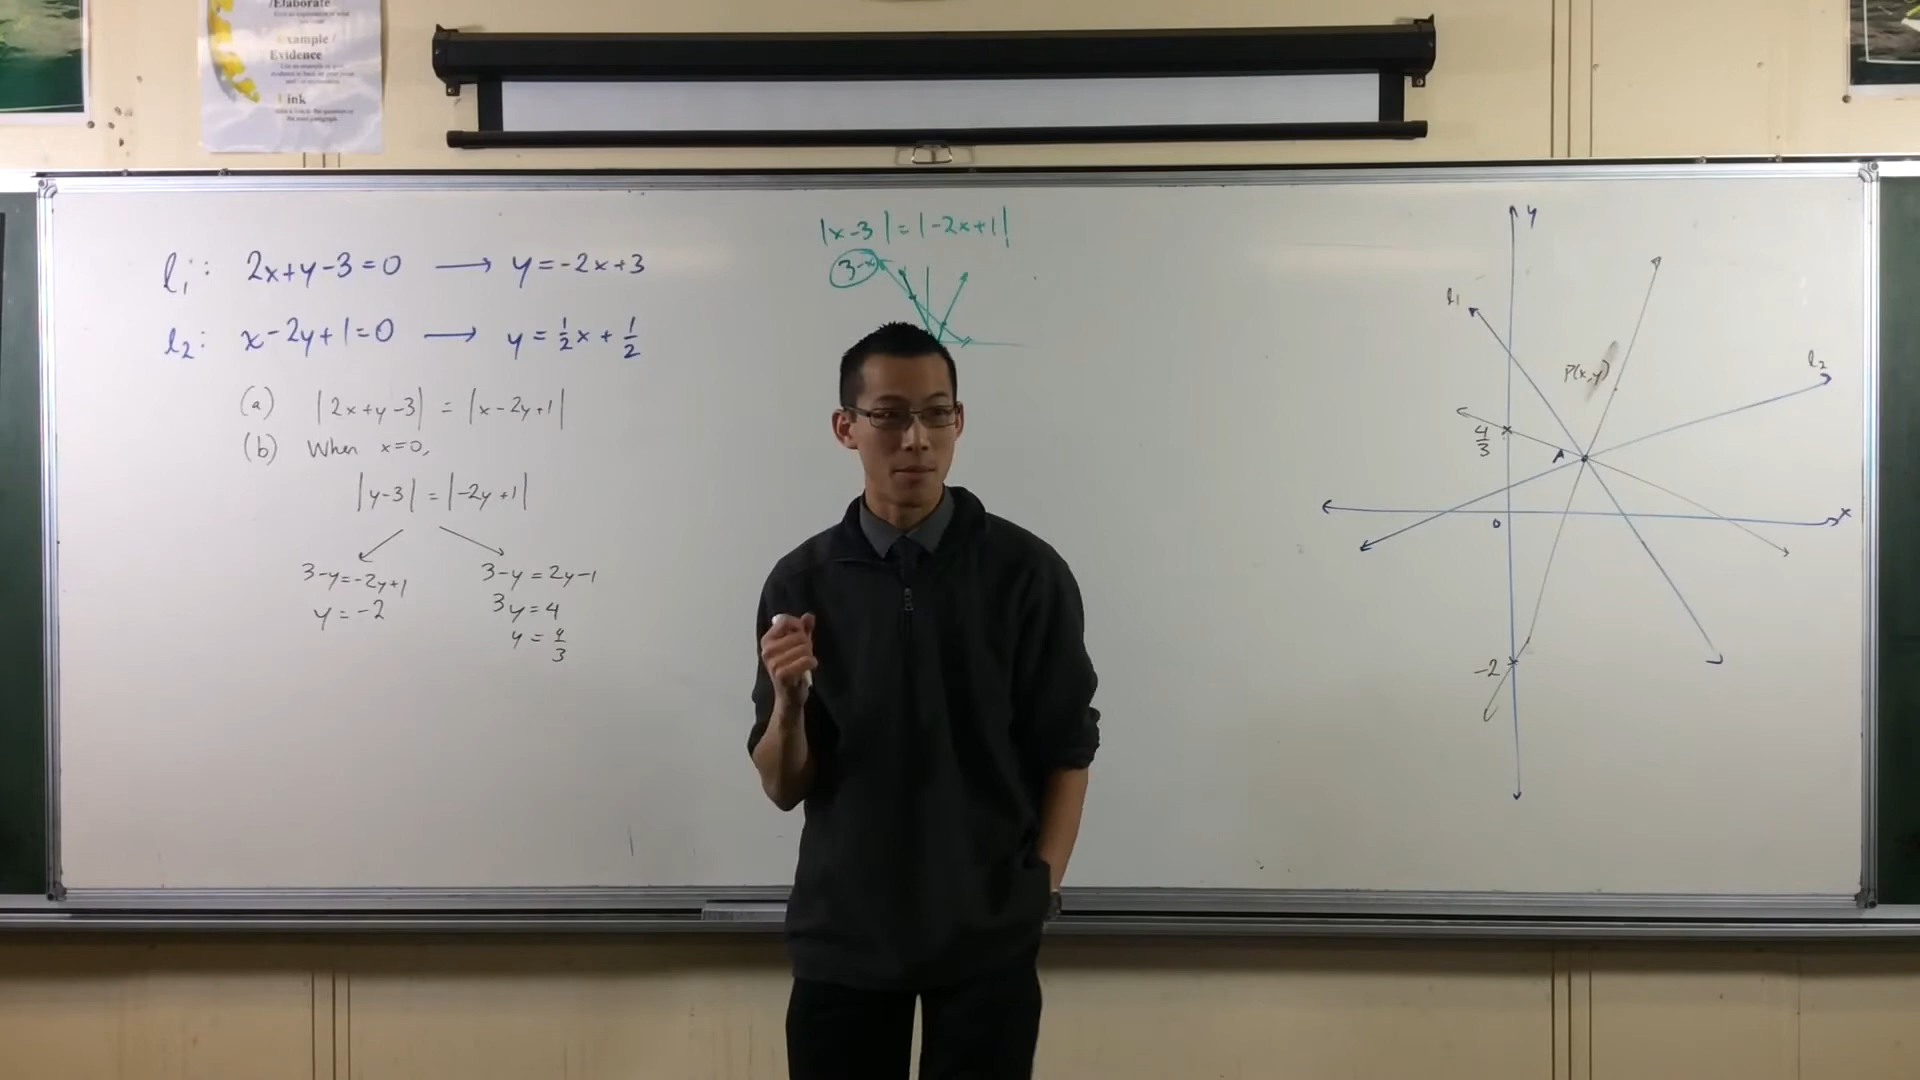 /Elaborate
Example /
Evidence
Link
l₁: 2x+y-3=0 → y=-2x+3
l₂: x-2y+1=0 → y=½x+½
(a) |2x+y-3| = |x-2y+1|
(b) When x=0,
|y-3| = |-2y+1|
3-y=-2y+1
y=-2
3-y=2y-1
3y=4
y=4/3
|x-3|=|-2x+1|
3-x
y
l₁
P(x,y)
l₂
4/3
A
0
x
-2